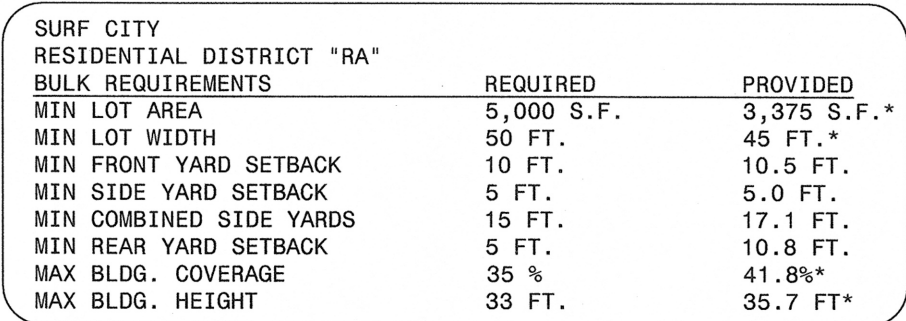 SURF CITY
RESIDENTIAL DISTRICT "RA"
BULK REQUIREMENTS REQUIRED PROVIDED
MIN LOT AREA 5,000 S.F. 3,375 S.F.*
MIN LOT WIDTH 50 FT. 45 FT.*
MIN FRONT YARD SETBACK 10 FT. 10.5 FT.
MIN SIDE YARD SETBACK 5 FT. 5.0 FT.
MIN COMBINED SIDE YARDS 15 FT. 17.1 FT.
MIN REAR YARD SETBACK 5 FT. 10.8 FT.
MAX BLDG. COVERAGE 35 % 41.8%*
MAX BLDG. HEIGHT 33 FT. 35.7 FT*